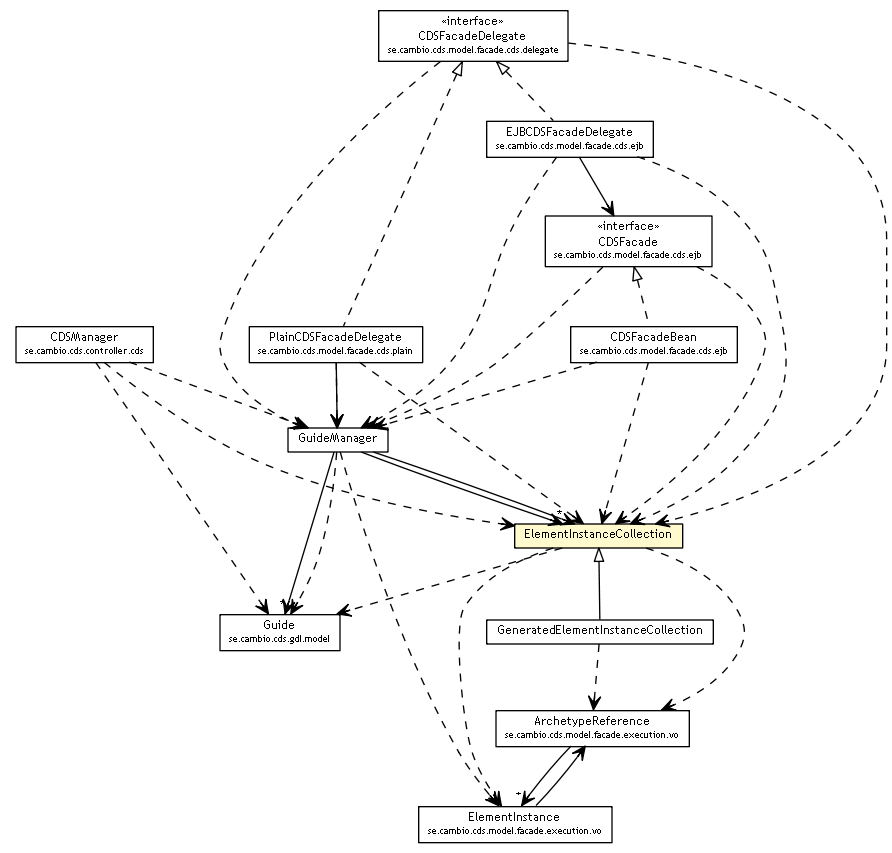 «interface»
CDSFacadeDelegate
se.cambio.cds.model.facade.cds.delegate
EJBCDSFacadeDelegate
se.cambio.cds.model.facade.cds.ejb
«interface»
CDSFacade
se.cambio.cds.model.facade.cds.ejb
CDSManager
se.cambio.cds.controller.cds
PlainCDSFacadeDelegate
se.cambio.cds.model.facade.cds.plain
CDSFacadeBean
se.cambio.cds.model.facade.cds.ejb
GuideManager
*
ElementInstanceCollection
Guide
se.cambio.cds.gdl.model
GeneratedElementInstanceCollection
ArchetypeReference
se.cambio.cds.model.facade.execution.vo
*
ElementInstance
se.cambio.cds.model.facade.execution.vo